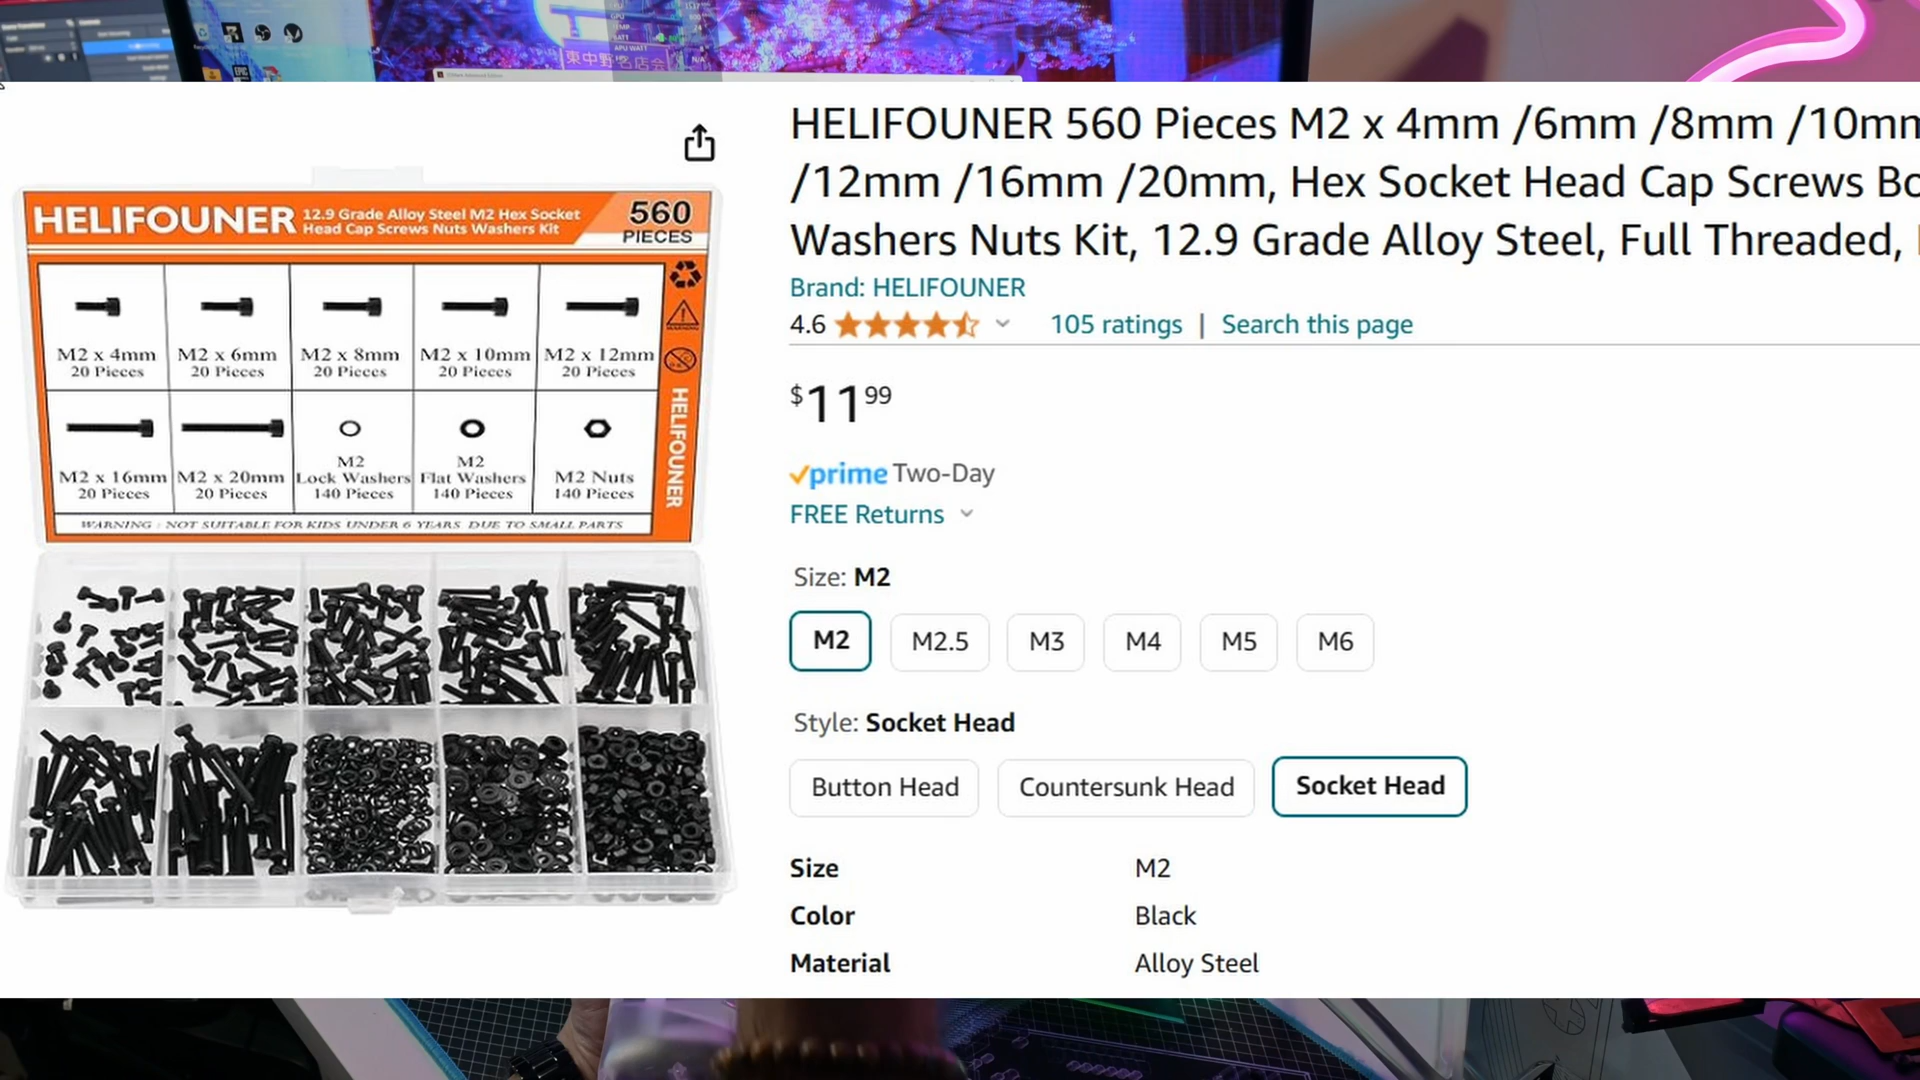 東中野名店会
HELIFOUNER
12.9 Grade Alloy Steel M2 Hex Socket
Head Cap Screws Nuts Washers Kit
560
PIECES
M2 x 4mm
20 Pieces
M2 x 6mm
20 Pieces
M2 x 8mm
20 Pieces
M2 x 10mm
20 Pieces
M2 x 12mm
20 Pieces
M2 x 16mm
20 Pieces
M2 x 20mm
20 Pieces
M2
Lock Washers
140 Pieces
M2
Flat Washers
140 Pieces
M2 Nuts
140 Pieces
HELIFOUNER
WARNING : NOT SUITABLE FOR KIDS UNDER 6 YEARS DUE TO SMALL PARTS
HELIFOUNER 560 Pieces M2 x 4mm /6mm /8mm /10mm
/12mm /16mm /20mm, Hex Socket Head Cap Screws Bo
Washers Nuts Kit, 12.9 Grade Alloy Steel, Full Threaded,
Brand: HELIFOUNER
4.6
105 ratings | Search this page
$11 99
prime Two-Day
FREE Returns
Size: M2
M2 M2.5 M3 M4 M5 M6
Style: Socket Head
Button Head Countersunk Head Socket Head
Size M2
Color Black
Material Alloy Steel